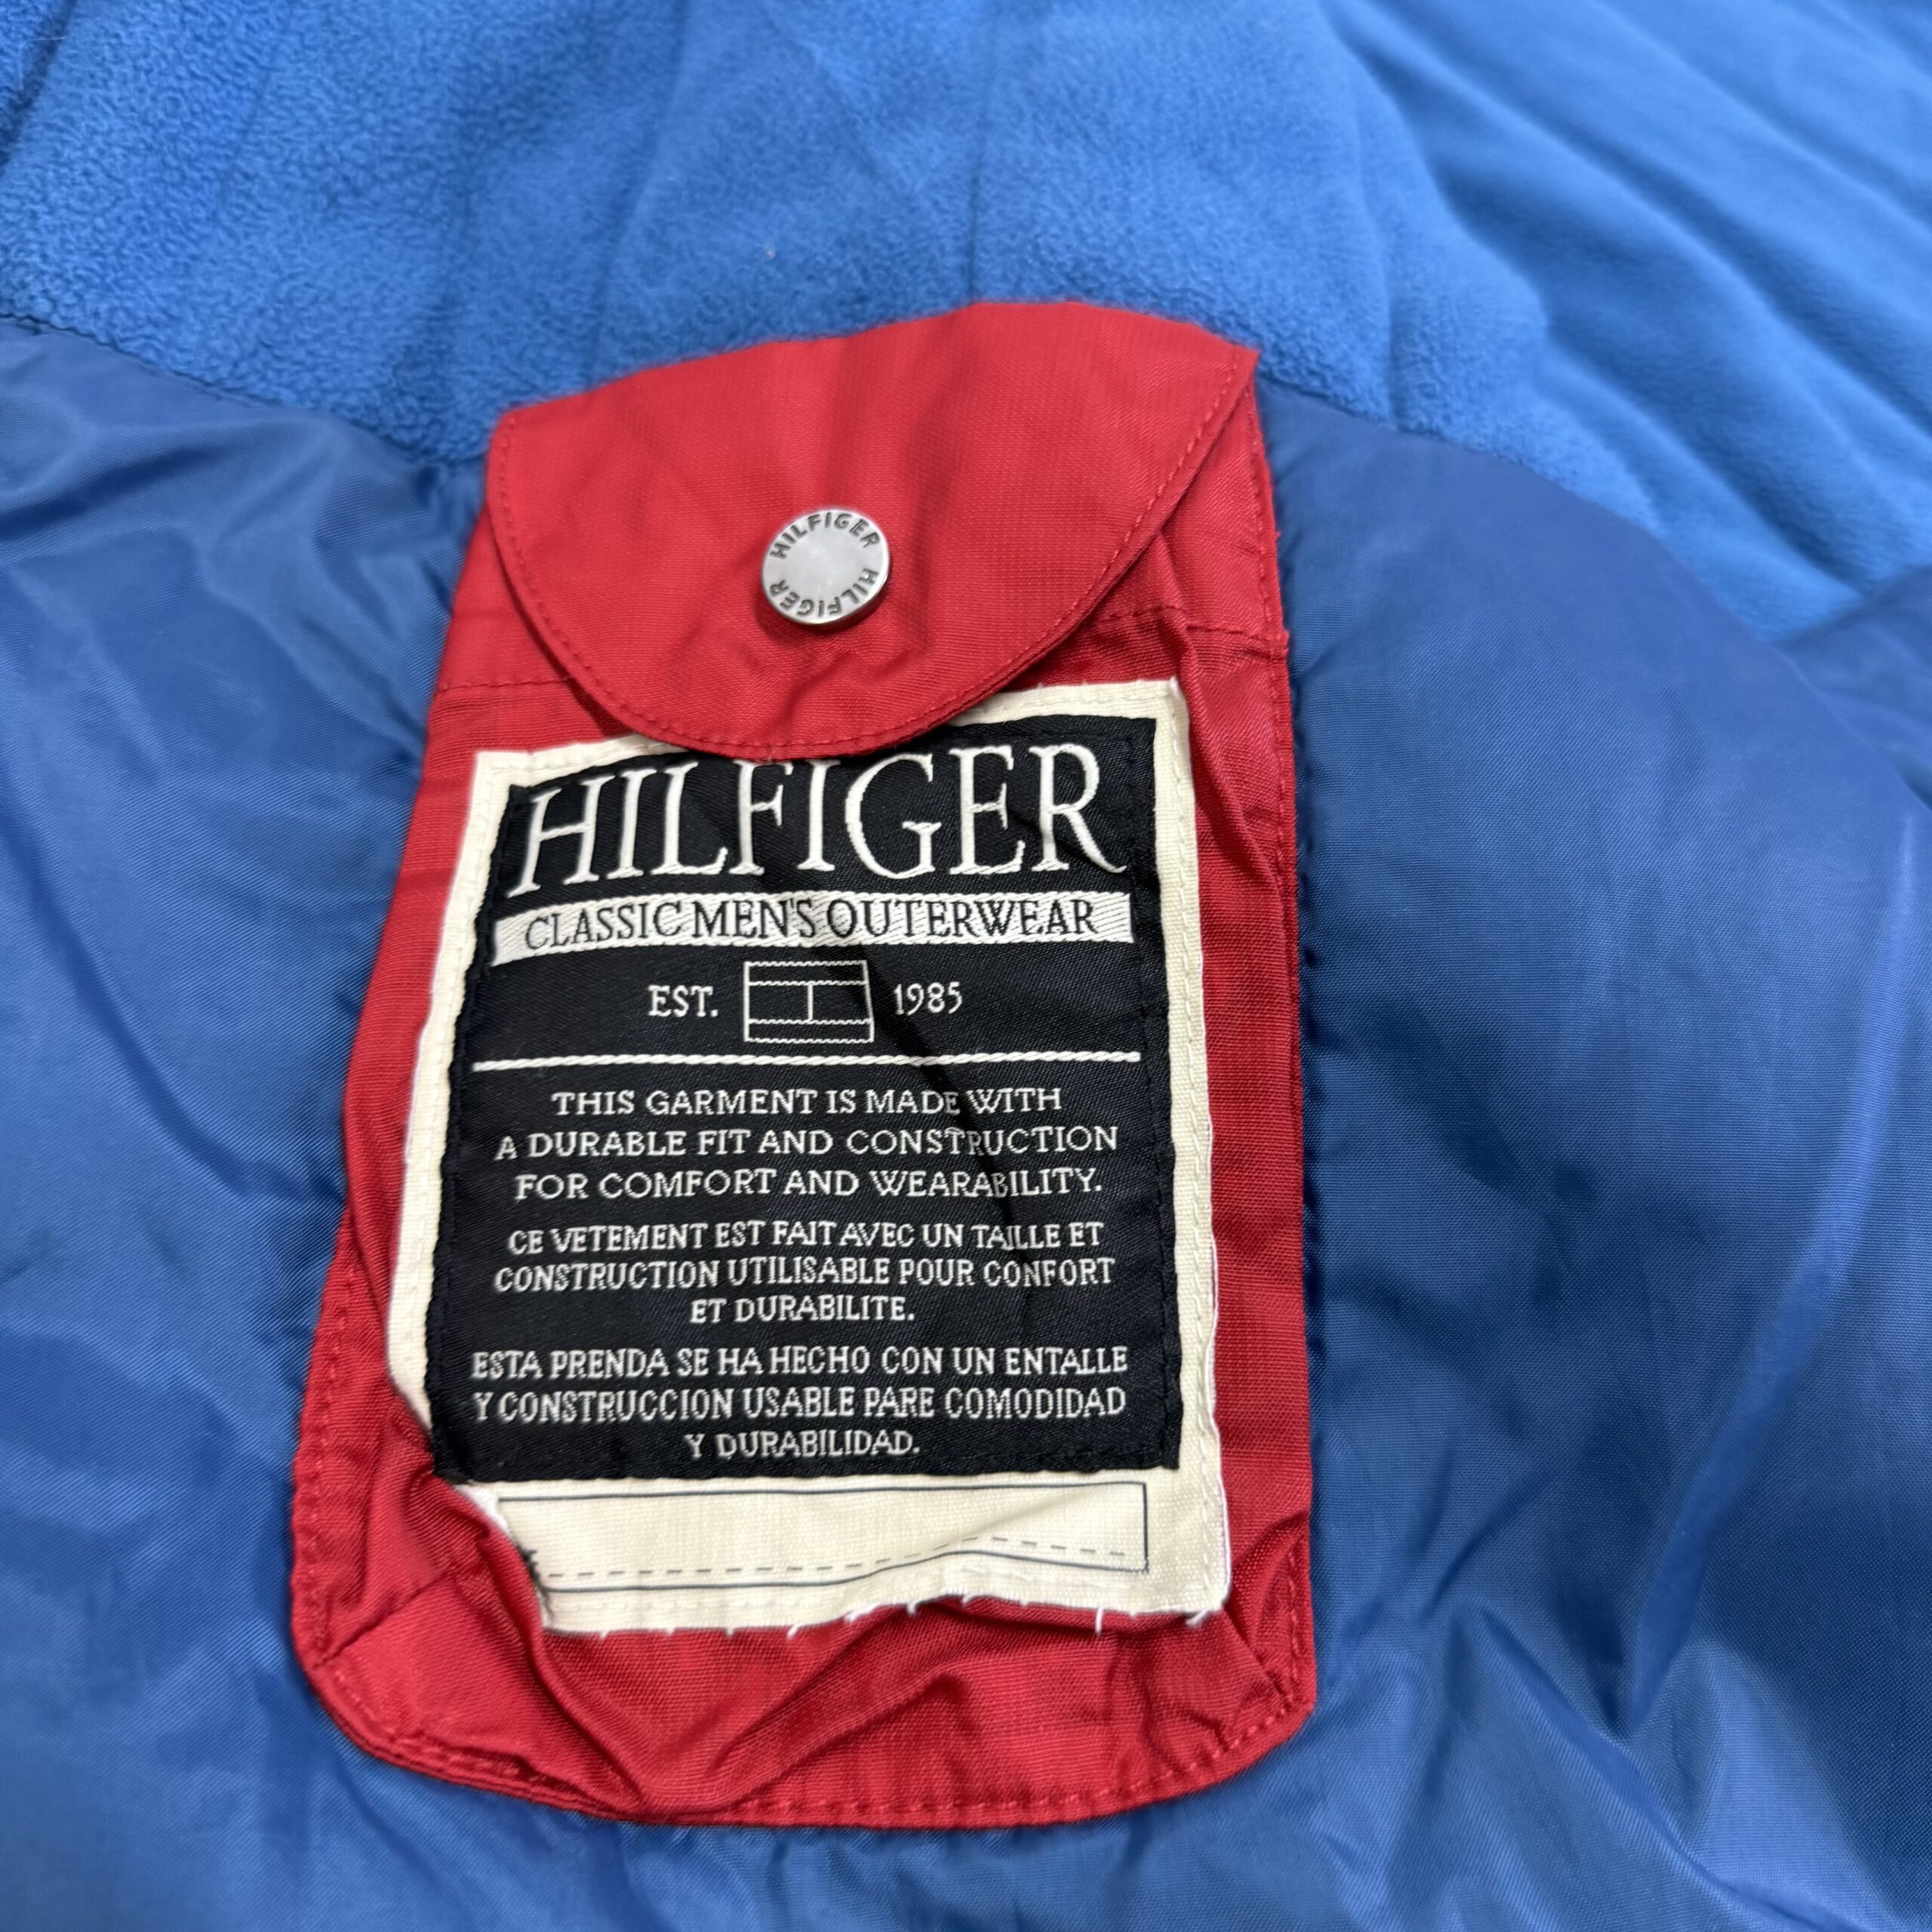 HILFIGER
HILFIGER
HILFIGER
CLASSIC MEN'S OUTERWEAR
EST. 1985
THIS GARMENT IS MADE WITH
A DURABLE FIT AND CONSTRUCTION
FOR COMFORT AND WEARABILITY.
CE VETEMENT EST FAIT AVEC UN TAILLE ET
CONSTRUCTION UTILISABLE POUR CONFORT
ET DURABILITE.
ESTA PRENDA SE HA HECHO CON UN ENTALLE
Y CONSTRUCCION USABLE PARE COMODIDAD
Y DURABILIDAD.